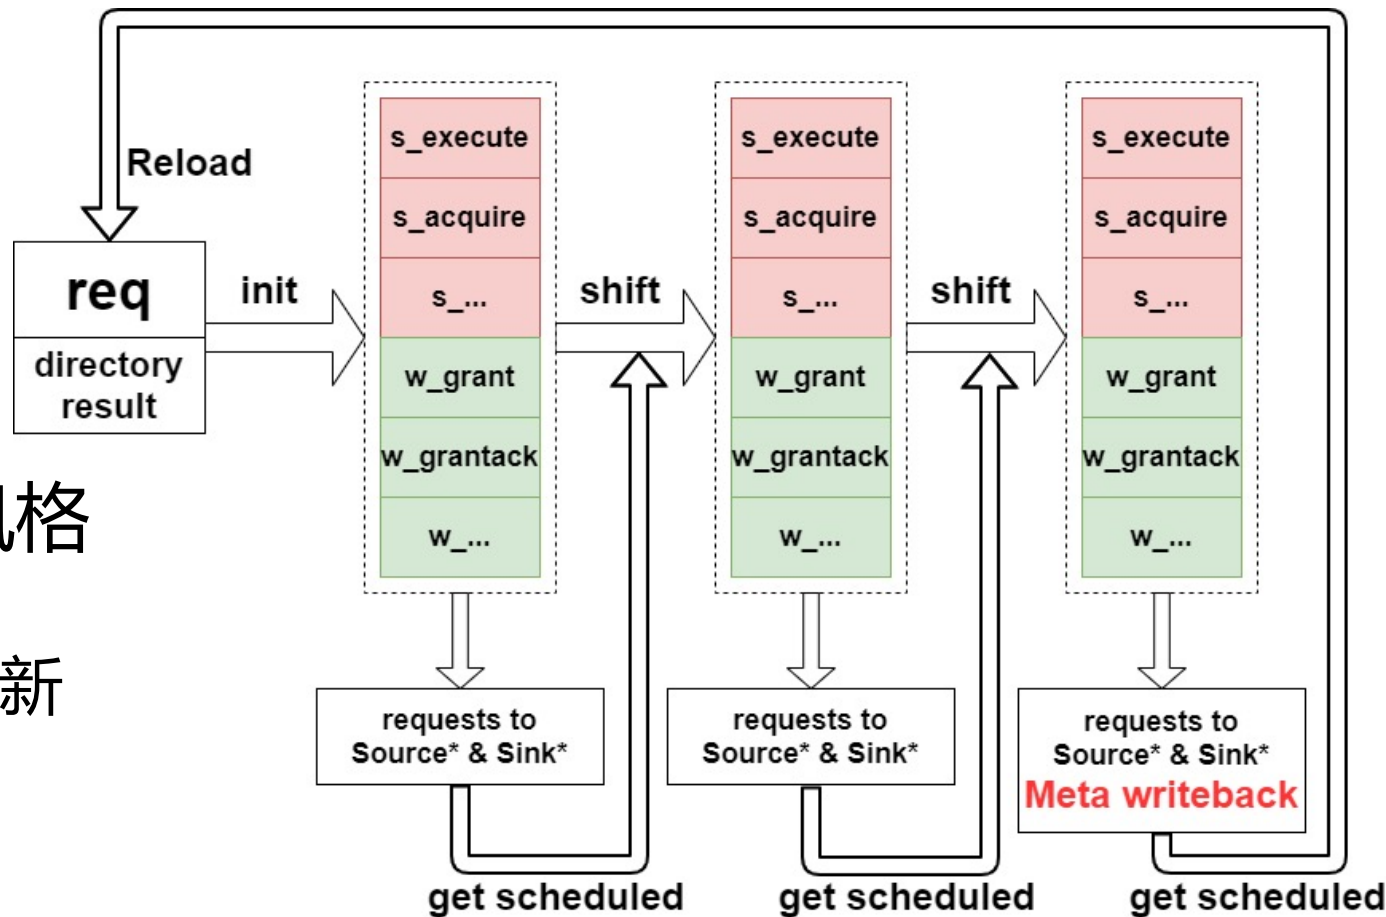 Reload
req
directory
result
init
s_execute
s_acquire
s_...
w_grant
w_grantack
w_...
shift
s_execute
s_acquire
s_...
w_grant
w_grantack
w_...
shift
s_execute
s_acquire
s_...
w_grant
w_grantack
w_...
格
新
requests to
Source* & Sink*
get scheduled
requests to
Source* & Sink*
get scheduled
requests to
Source* & Sink*
Meta writeback
get scheduled